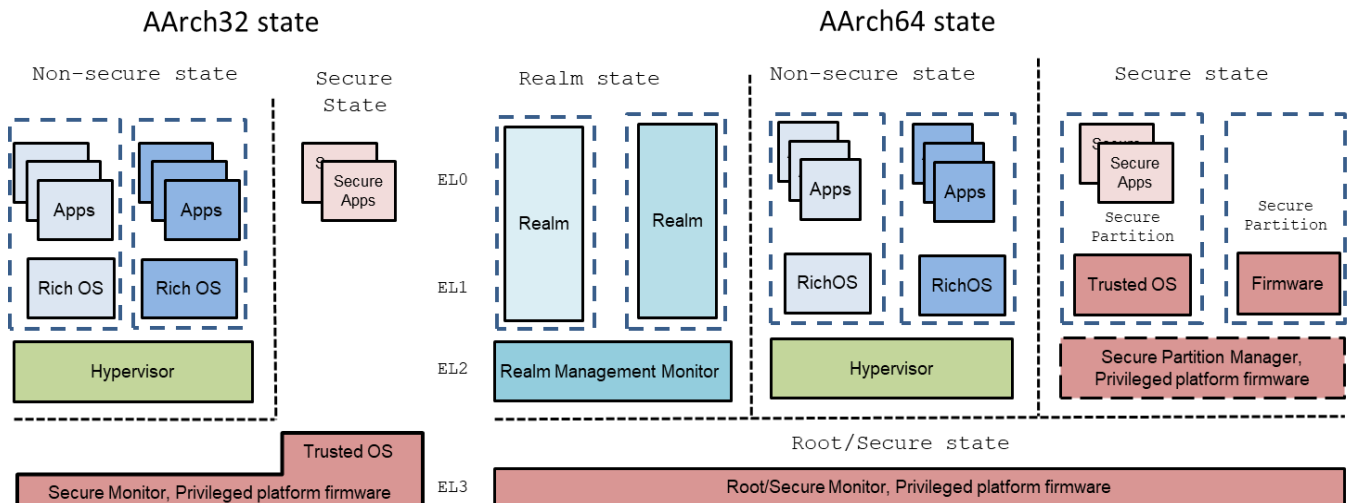 AArch32 state
AArch64 state
Non-secure state
Secure
State
Realm state
Non-secure state
Secure state
Apps
Apps
Secure
Apps
EL0
Realm
Realm
Apps
Apps
Secure
Apps
Secure
Partition
Secure
Partition
Rich OS
Rich OS
EL1
RichOS
RichOS
Trusted OS
Firmware
Hypervisor
EL2
Realm Management Monitor
Hypervisor
Secure Partition Manager,
Privileged platform firmware
Trusted OS
Root/Secure state
Secure Monitor, Privileged platform firmware
EL3
Root/Secure Monitor, Privileged platform firmware